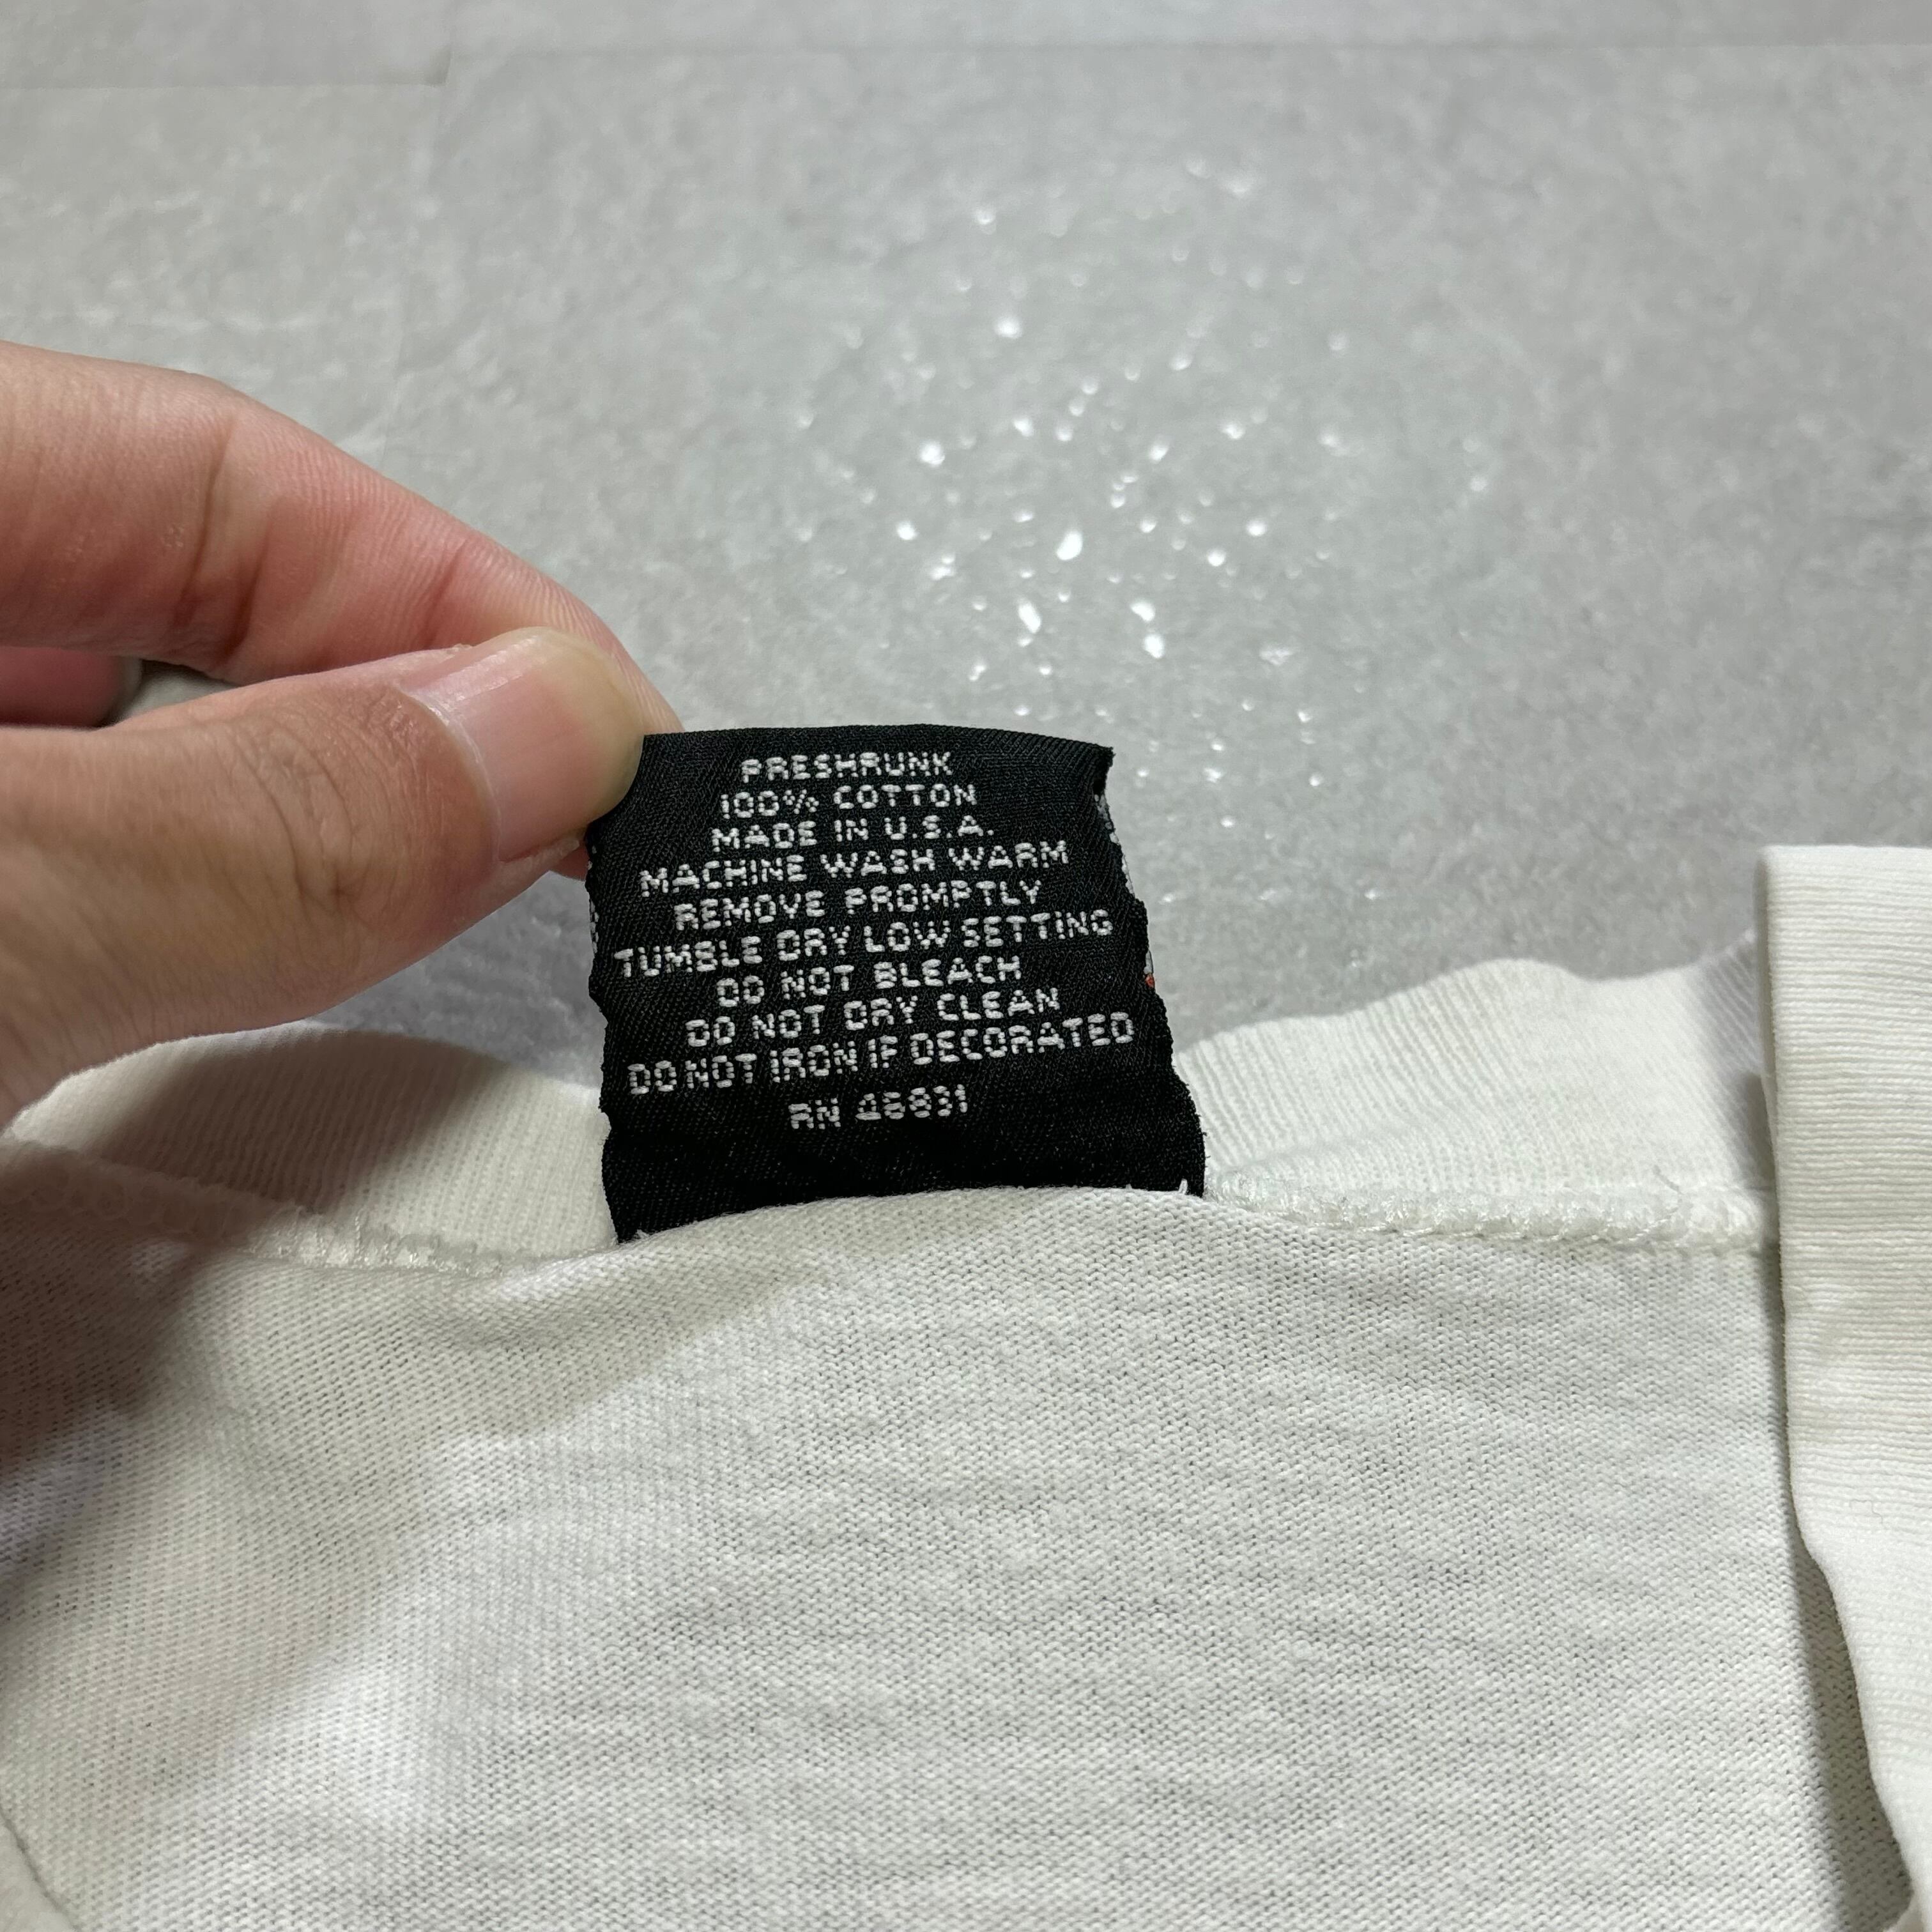 PRESHRUNK
100% COTTON
MADE IN U.S.A.
MACHINE WASH WARM
REMOVE PROMPTLY
TUMBLE DRY LOW SETTING
DO NOT BLEACH
DO NOT DRY CLEAN
DO NOT IRON IF DECORATED
RN